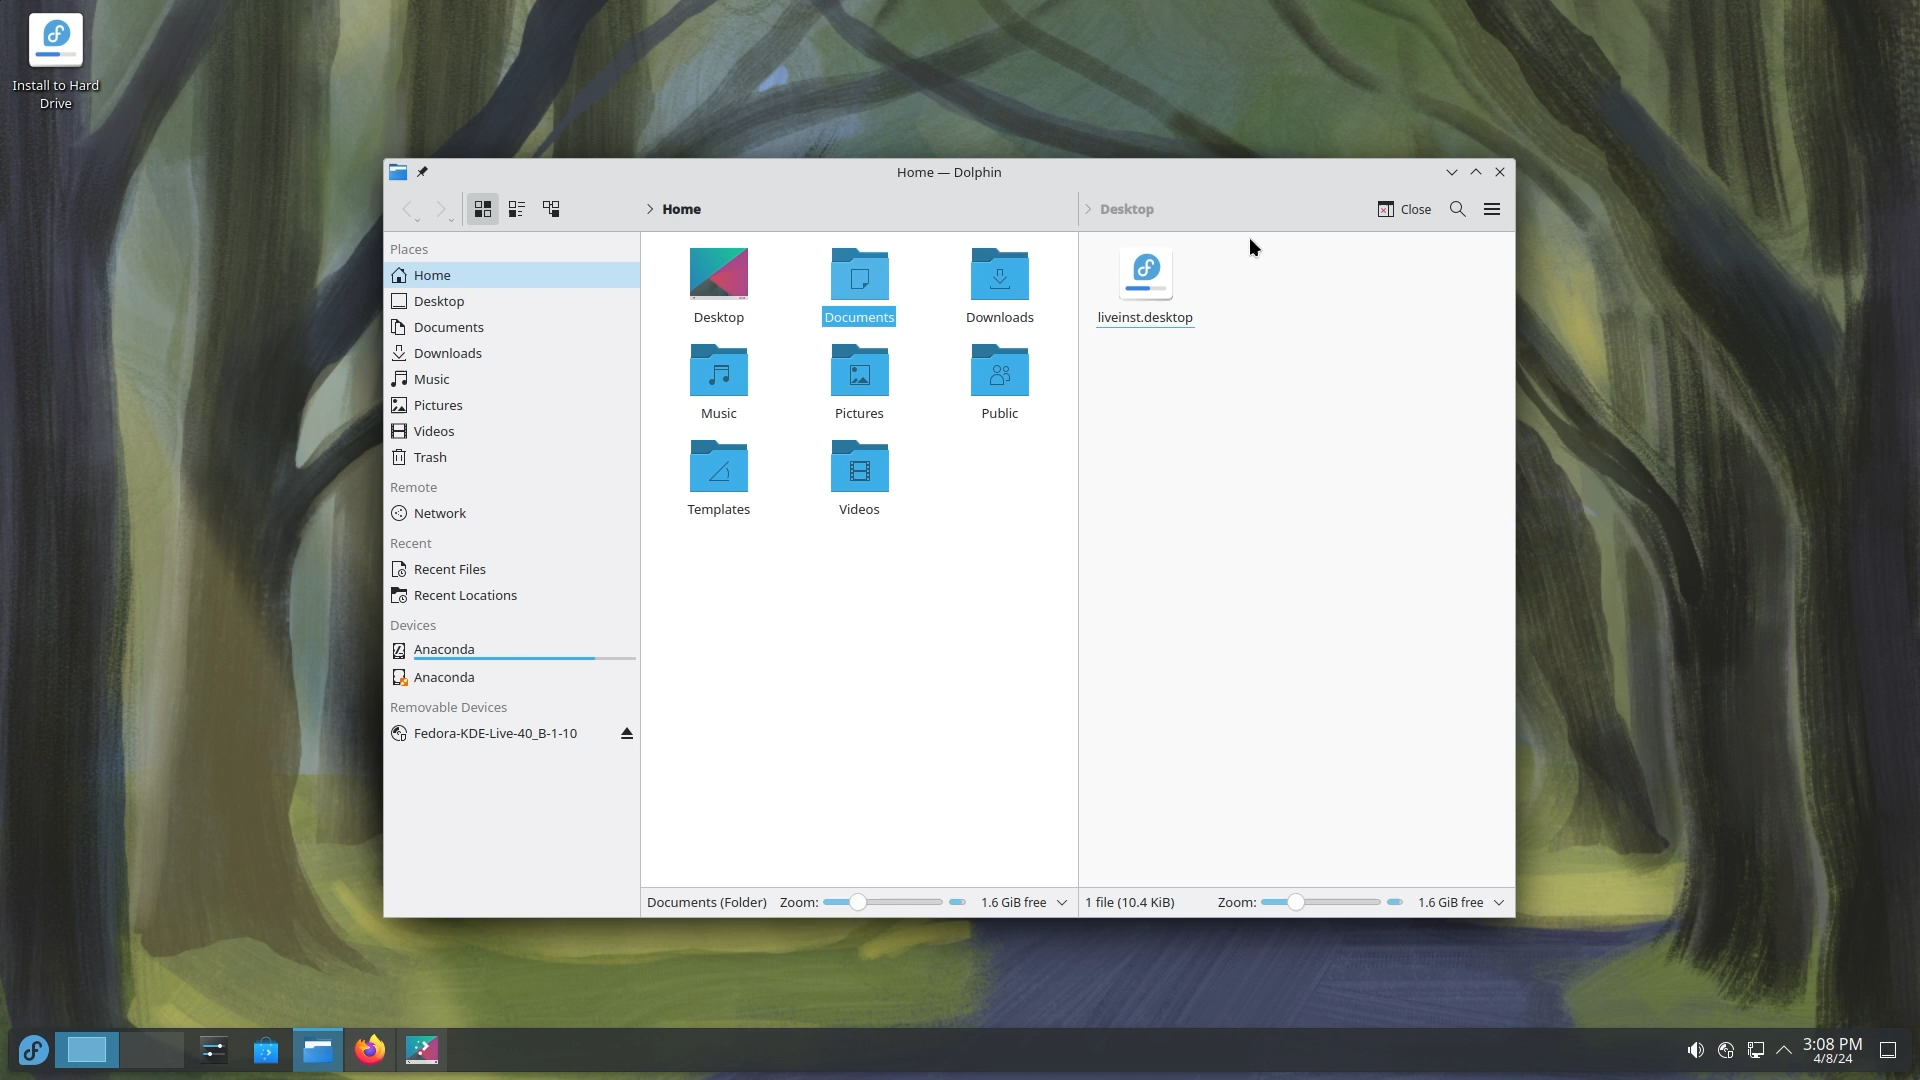 Install to Hard
Drive
Home — Dolphin
Home
Desktop
Close
Places
Home
Desktop
Documents
Downloads
Music
Pictures
Videos
Trash
Remote
Network
Recent
Recent Files
Recent Locations
Devices
Anaconda
Anaconda
Removable Devices
Fedora-KDE-Live-40_B-1-10
Desktop
Documents
Downloads
Music
Pictures
Public
Templates
Videos
Documents (Folder)
Zoom:
1.6 GiB free
liveinst.desktop
1 file (10.4 KiB)
Zoom:
1.6 GiB free
3:08 PM
4/8/24